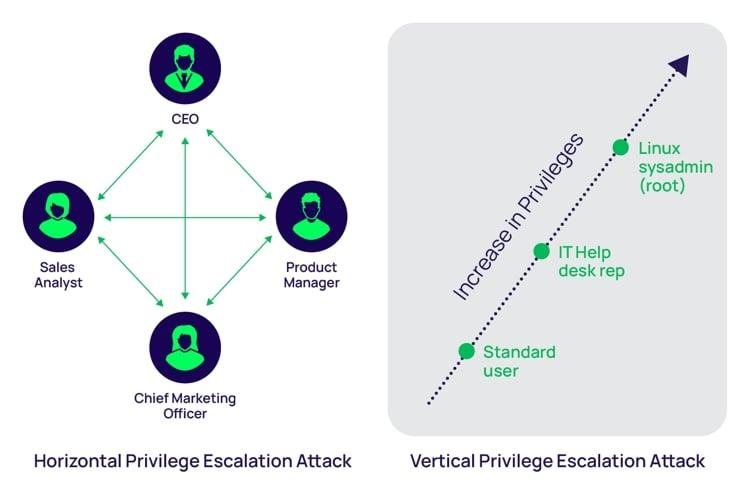 CEO
Sales
Analyst
Product
Manager
Chief Marketing
Officer
Horizontal Privilege Escalation Attack
Increase in Privileges
Linux
sysadmin
(root)
IT Help
desk rep
Standard
user
Vertical Privilege Escalation Attack